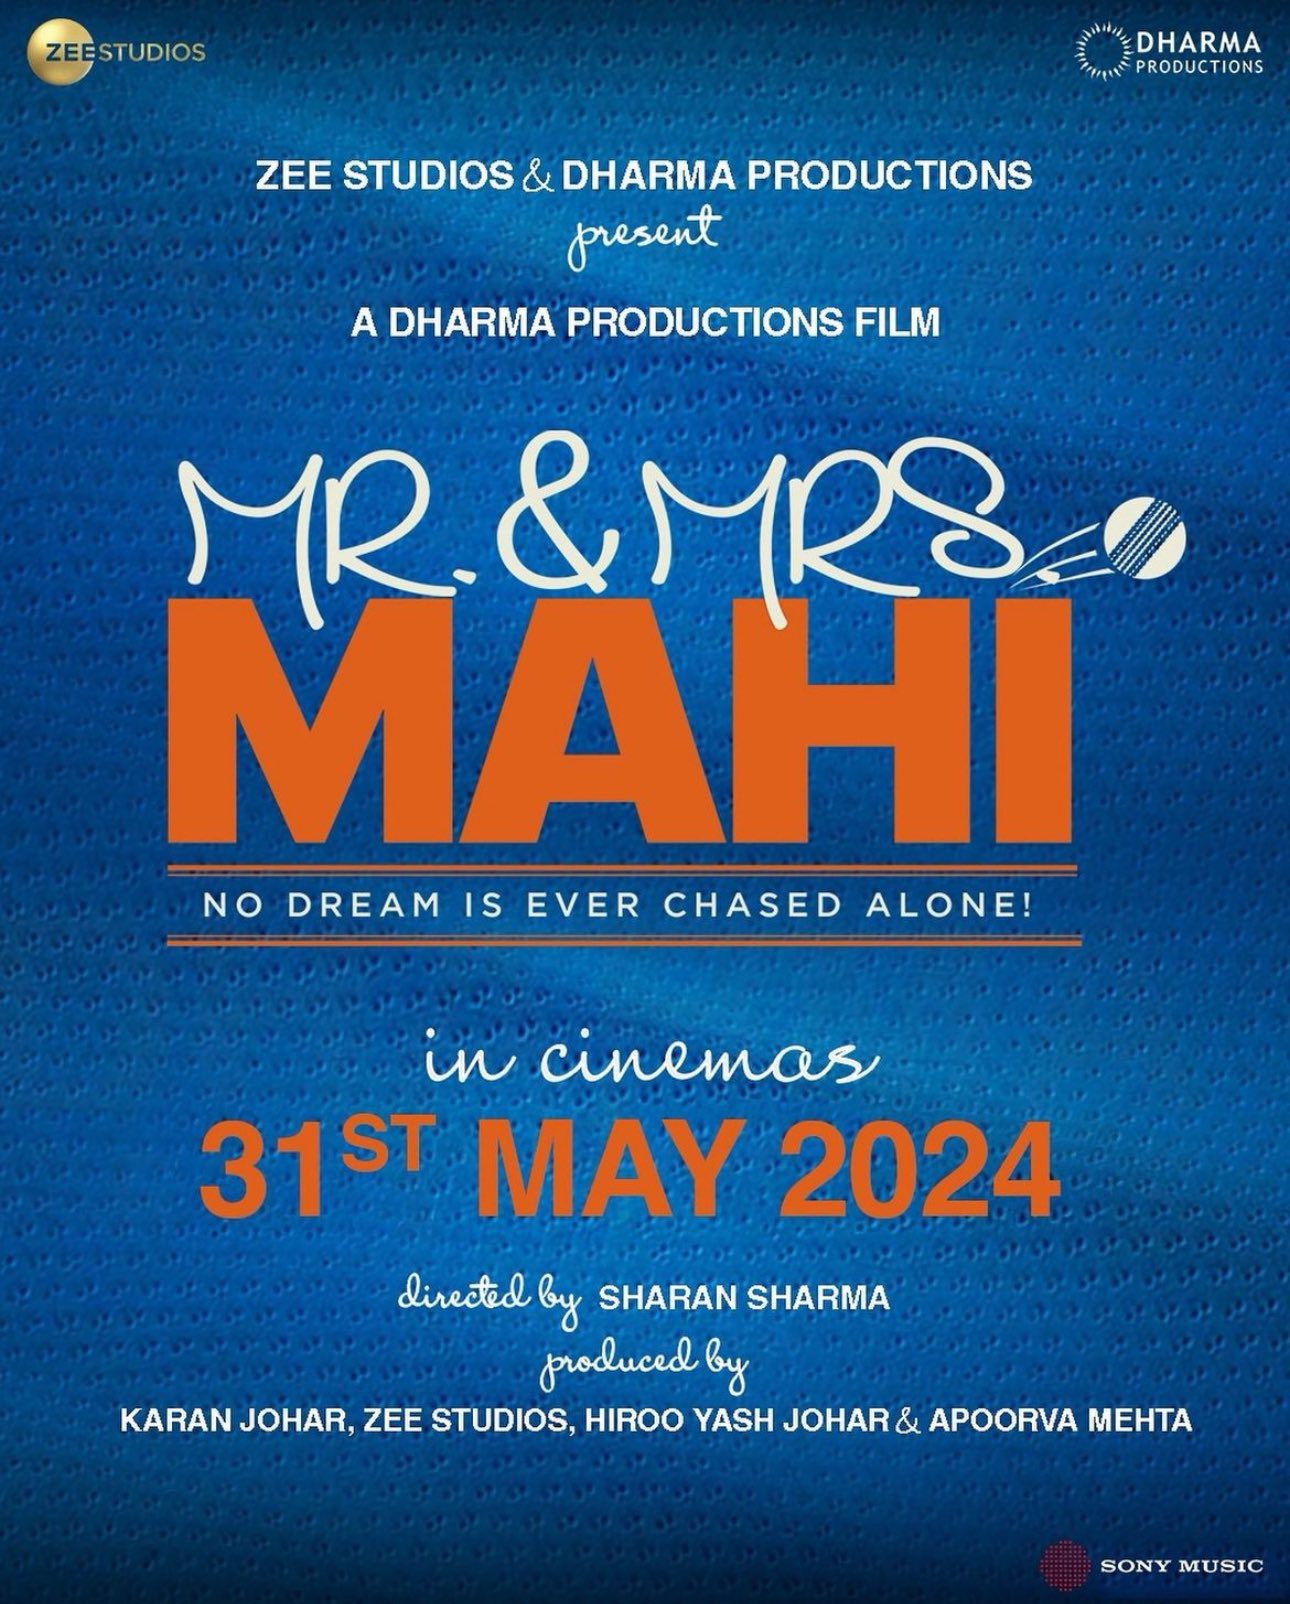 ZEESTUDIOS
DHARMA
PRODUCTIONS
ZEE STUDIOS & DHARMA PRODUCTIONS
present
A DHARMA PRODUCTIONS FILM
MR. & MRS.
MAHI
NO DREAM IS EVER CHASED ALONE!
in cinemas
31ST MAY 2024
directed by SHARAN SHARMA
produced by
KARAN JOHAR, ZEE STUDIOS, HIROO YASH JOHAR & APOORVA MEHTA
SONY MUSIC